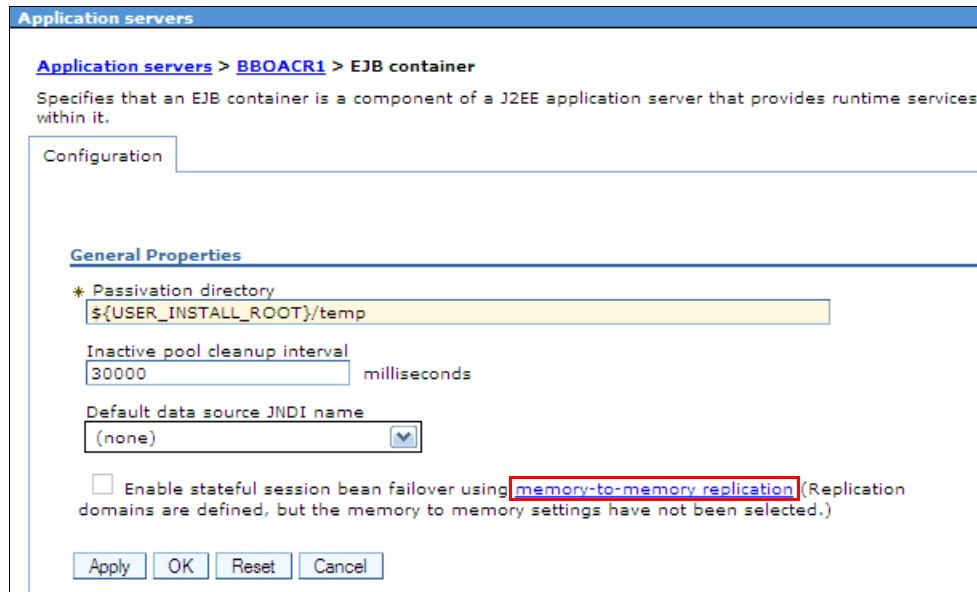 Application servers
Application servers > BBOACR1 > EJB container
Specifies that an EJB container is a component of a J2EE application server that provides runtime services
within it.
Configuration
General Properties
* Passivation directory
${USER_INSTALL_ROOT}/temp
Inactive pool cleanup interval
30000 milliseconds
Default data source JNDI name
(none)
Enable stateful session bean failover using memory-to-memory replication (Replication
domains are defined, but the memory to memory settings have not been selected.)
Apply OK Reset Cancel